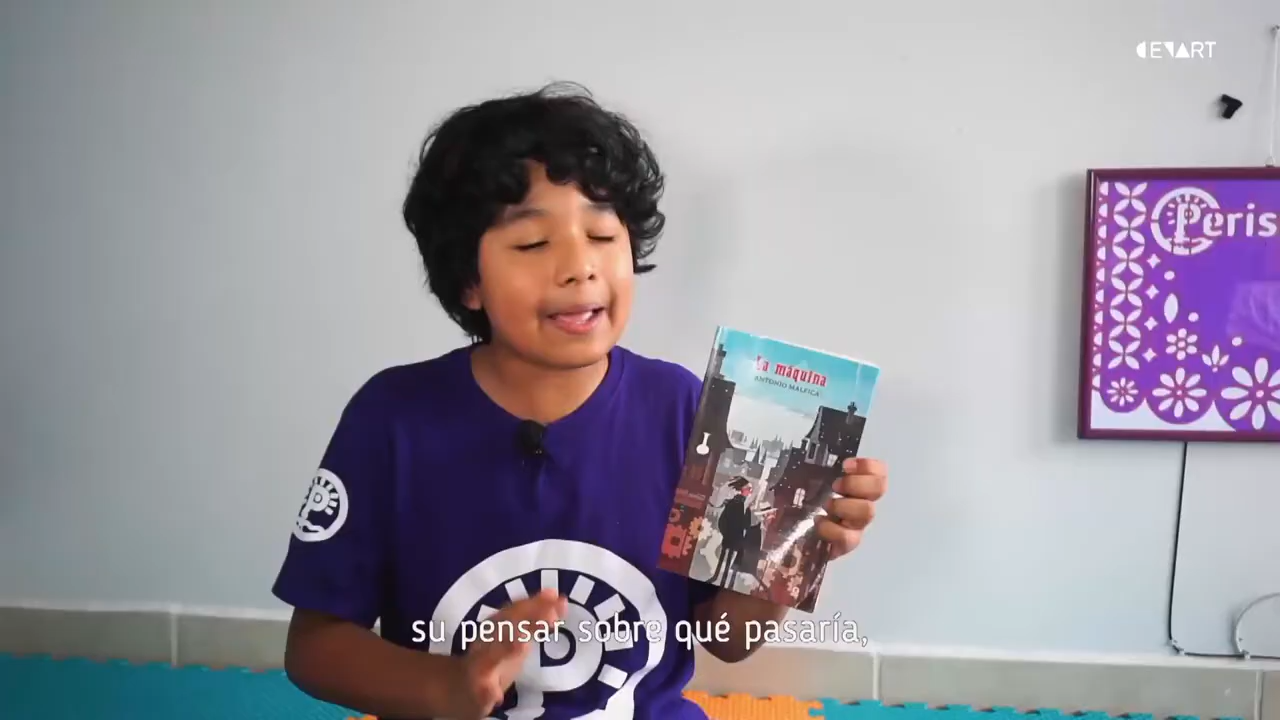 CENART
Peris
La máquina
ANTONIO MALPICA
P
P
su pensar sobre qué pasaría,